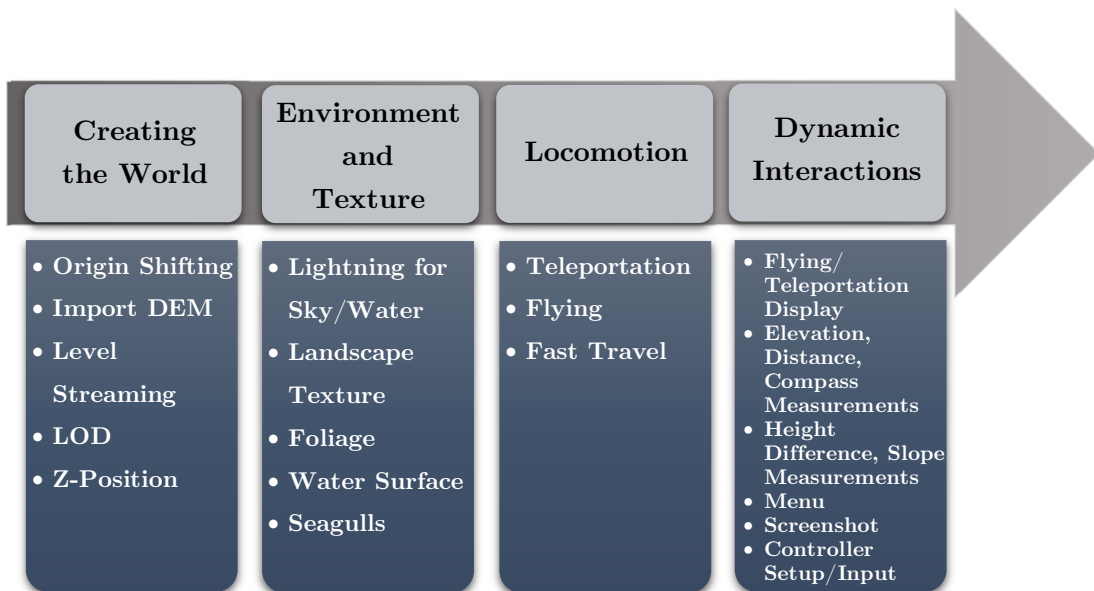 Creating
the World
• Origin Shifting
• Import DEM
• Level
Streaming
• LOD
• Z-Position
Environment
and
Texture
• Lightning for
Sky/Water
• Landscape
Texture
• Foliage
• Water Surface
• Seagulls
Locomotion
• Teleportation
• Flying
• Fast Travel
Dynamic
Interactions
• Flying/
Teleportation
Display
• Elevation,
Distance,
Compass
Measurements
• Height
Difference, Slope
Measurements
• Menu
• Screenshot
• Controller
Setup/Input